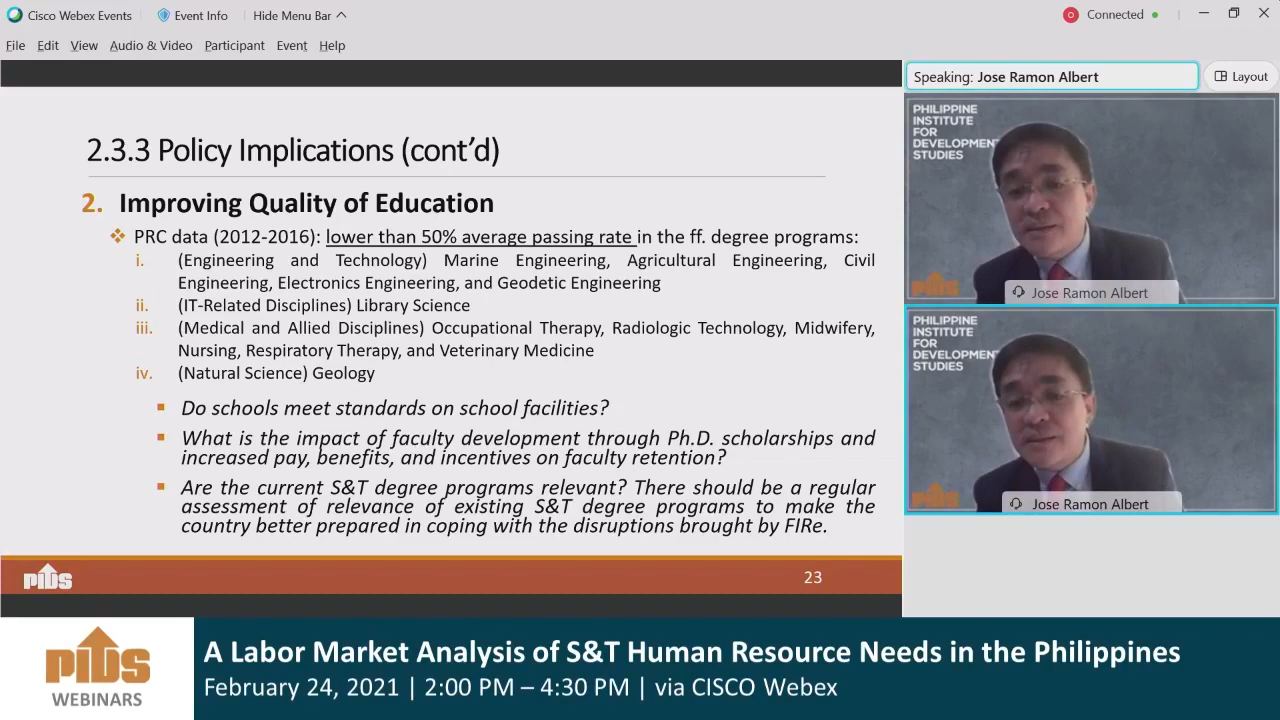 Cisco Webex Events
Event Info
Hide Menu Bar
Connected
File Edit View Audio & Video Participant Event Help
Speaking: Jose Ramon Albert
Layout
2.3.3 Policy Implications (cont'd)
2. Improving Quality of Education
PRC data (2012-2016): lower than 50% average passing rate in the ff. degree programs:
i. (Engineering and Technology) Marine Engineering, Agricultural Engineering, Civil
Engineering, Electronics Engineering, and Geodetic Engineering
ii. (IT-Related Disciplines) Library Science
iii. (Medical and Allied Disciplines) Occupational Therapy, Radiologic Technology, Midwifery,
Nursing, Respiratory Therapy, and Veterinary Medicine
iv. (Natural Science) Geology
Do schools meet standards on school facilities?
What is the impact of faculty development through Ph.D. scholarships and
increased pay, benefits, and incentives on faculty retention?
Are the current S&T degree programs relevant? There should be a regular
assessment of relevance of existing S&T degree programs to make the
country better prepared in coping with the disruptions brought by FIRe.
PIDS
23
PHILIPPINE
INSTITUTE
FOR
DEVELOPMENT
STUDIES
PIDS
Jose Ramon Albert
PHILIPPINE
INSTITUTE
FOR
DEVELOPMENT
STUDIES
PIDS
Jose Ramon Albert
PIDS
WEBINARS
A Labor Market Analysis of S&T Human Resource Needs in the Philippines
February 24, 2021 | 2:00 PM – 4:30 PM | via CISCO Webex